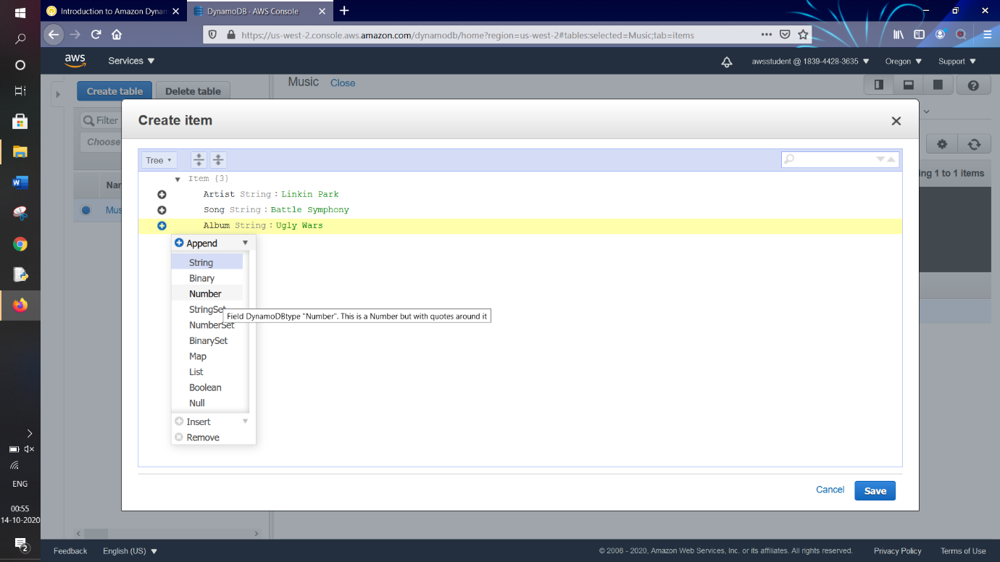 Introduction to Amazon Dynan
DynamoDB · AWS Console
https://us-west-2.console.aws.amazon.com/dynamodb/home?region=us-west-2#tables:selected=Music;tab=items
aws
Services
awsstudent @ 1839-4428-3635
Oregon
Support
Create table
Delete table
Music
Close
Filter
Choose
Nar
Mus
ing 1 to 1 items
Create item
Tree
Item {3}
Artist String : Linkin Park
Song String : Battle Symphony
Album String : Ugly Wars
Append
String
Binary
Number
StringSet
Field DynamoDBtype "Number". This is a Number but with quotes around it
NumberSet
BinarySet
Map
List
Boolean
Null
Insert
Remove
Cancel
Save
ENG
00:55
14-10-2020
2
Feedback
English (US)
© 2008 - 2020, Amazon Web Services, Inc. or its affiliates. All rights reserved.
Privacy Policy
Terms of Use